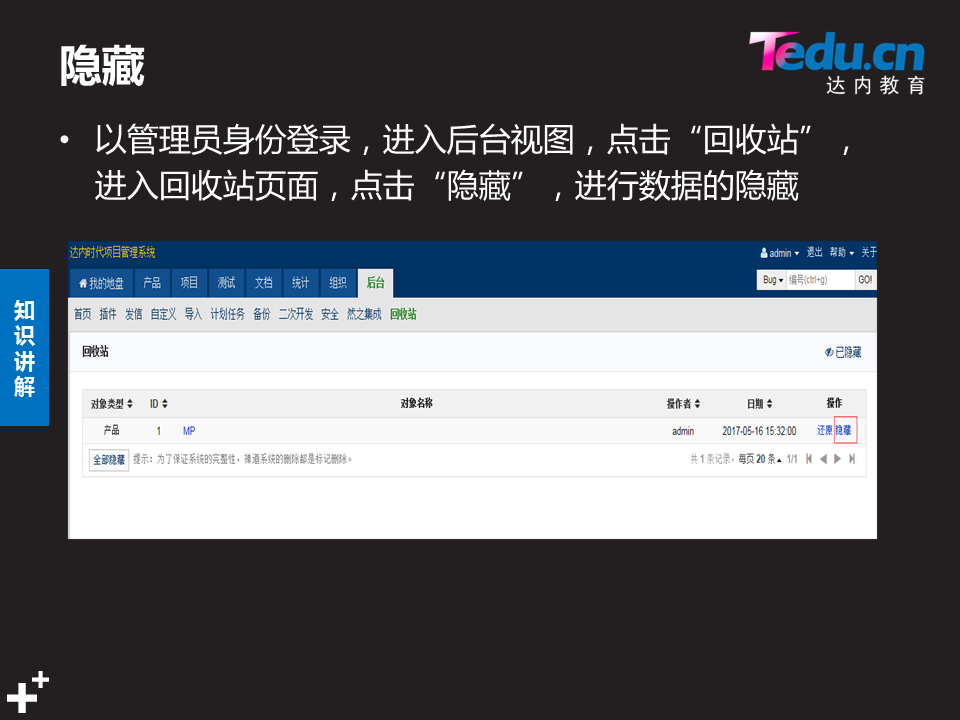 隐藏
Tedu.cn
达内教育
• 以管理员身份登录，进入后台视图，点击“回收站”，
进入回收站页面，点击“隐藏”，进行数据的隐藏
知识讲解
达内时代项目管理系统 admin 退出 帮助 关于
我的地盘 产品 项目 测试 文档 统计 组织 后台 Bug 编号(ctrl+g) GO!
首页 插件 发信 自定义 导入 计划任务 备份 二次开发 安全 然之集成 回收站
回收站 已隐藏
对象类型 ID 对象名称 操作者 日期 操作
产品 1 MP admin 2017-05-16 15:32:00 还原 隐藏
全部隐藏 提示：为了保证系统的完整性，禅道系统的删除都是标记删除。 共 1 条记录，每页 20 条 1/1